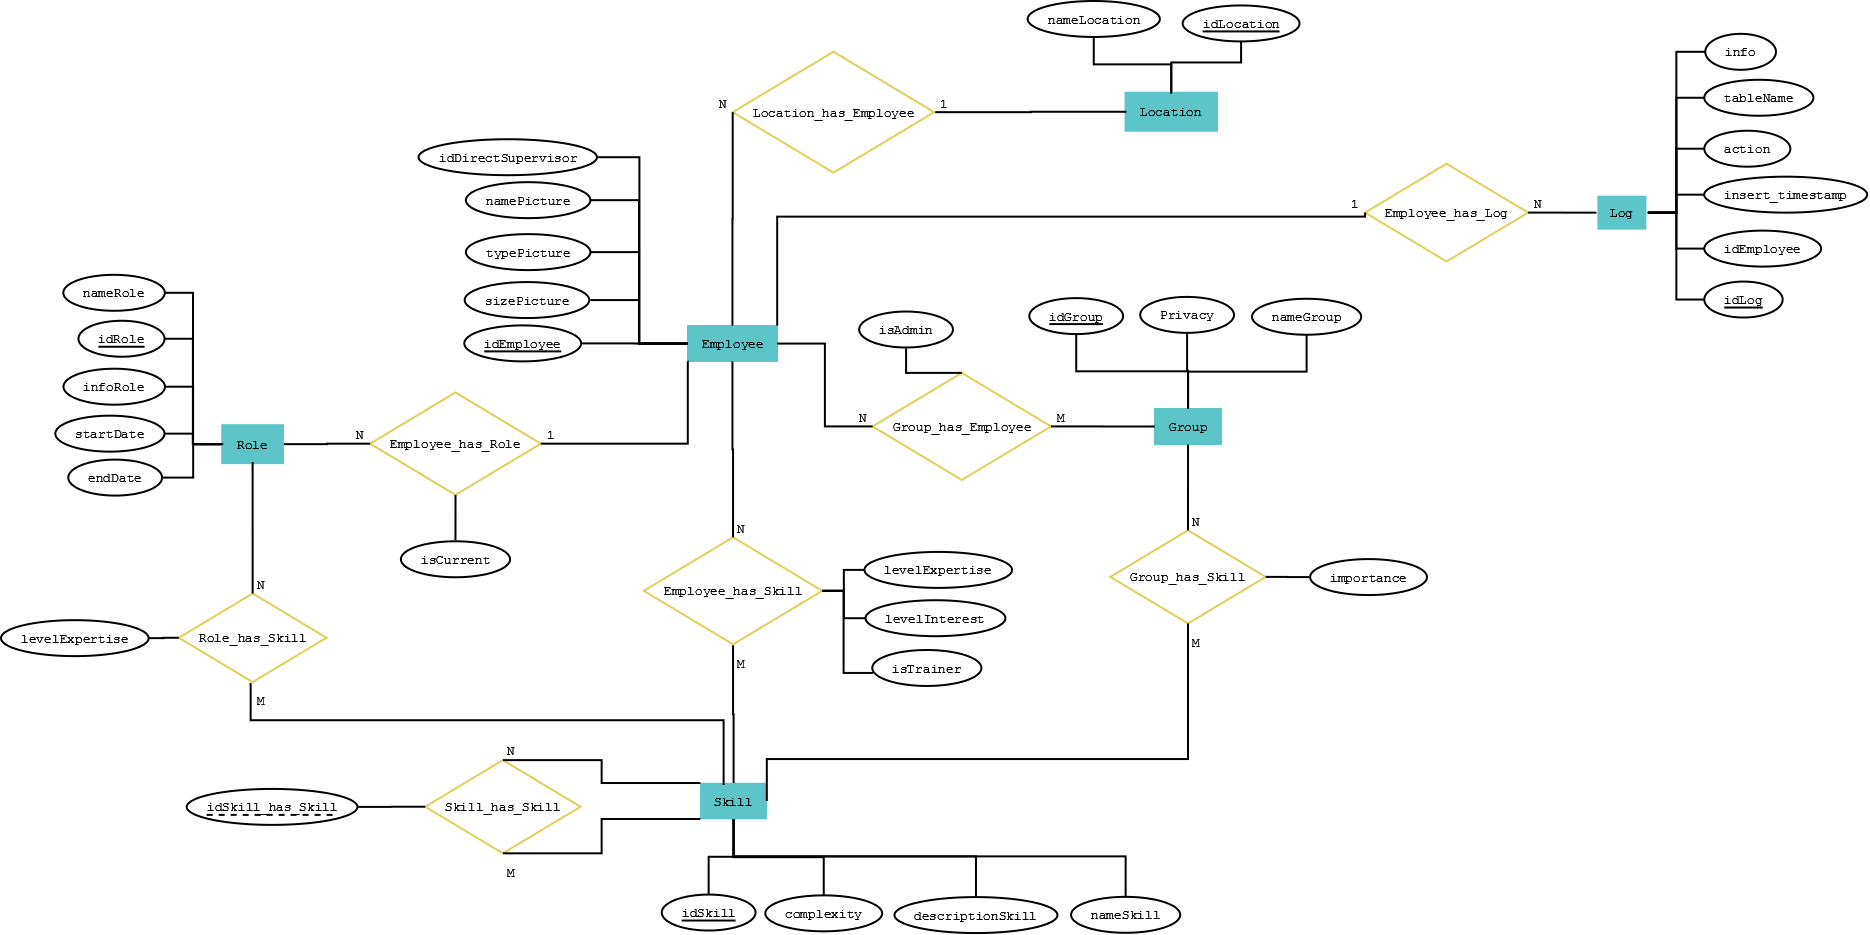 nameLocation
idLocation
info
tableName
N
Location_has_Employee
1
Location
action
idDirectSupervisor
namePicture
insert_timestamp
1
Employee_has_Log
N
Log
typePicture
idEmployee
nameRole
sizePicture
idLog
idRole
idEmployee
Employee
isAdmin
idGroup
Privacy
nameGroup
infoRole
startDate
N
Group_has_Employee
M
Group
Role
N
Employee_has_Role
1
endDate
isCurrent
N
N
levelExpertise
Employee_has_Skill
levelInterest
isTrainer
Group_has_Skill
importance
N
levelExpertise
Role_has_Skill
M
M
M
N
idSkill_has_Skill
Skill_has_Skill
Skill
M
idSkill
complexity
descriptionSkill
nameSkill